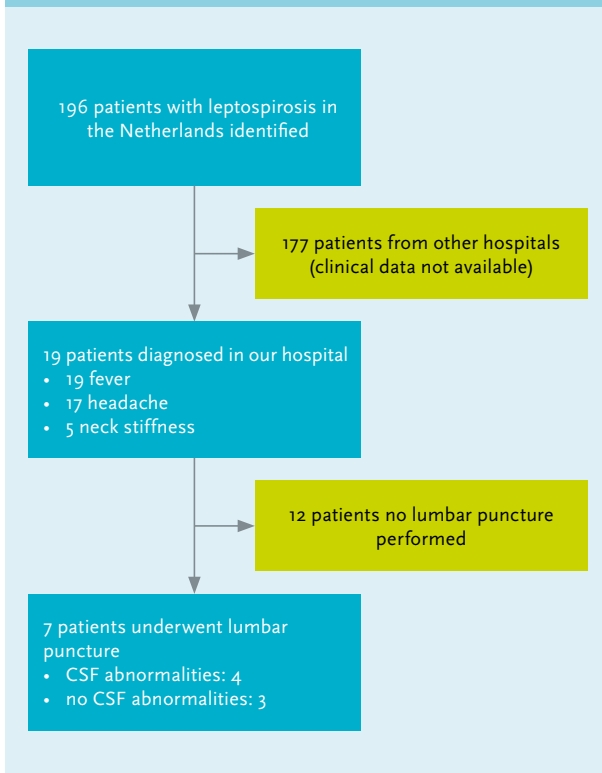 196 patients with leptospirosis in
the Netherlands identified
177 patients from other hospitals
(clinical data not available)
19 patients diagnosed in our hospital
• 19 fever
• 17 headache
• 5 neck stiffness
12 patients no lumbar puncture
performed
7 patients underwent lumbar
puncture
• CSF abnormalities: 4
• no CSF abnormalities: 3